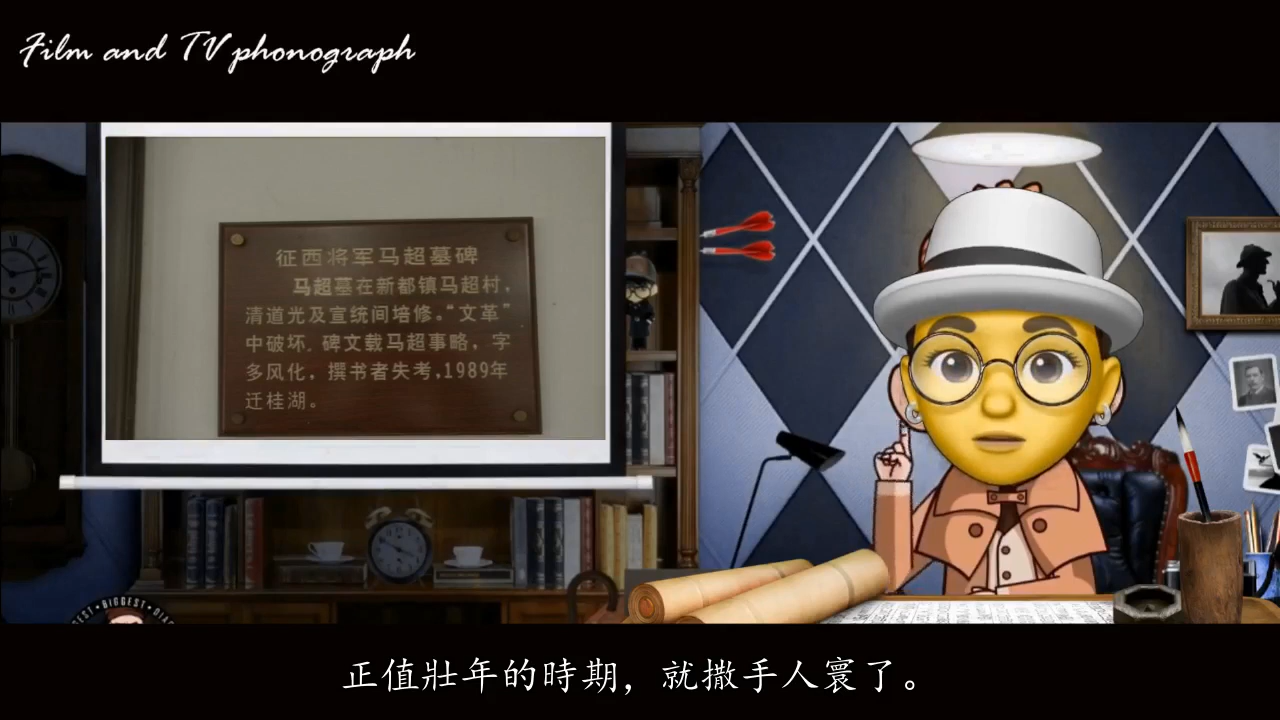 Film and TV phonograph
征西将军马超墓碑
马超墓在新都镇马超村，
清道光及宣统间培修。“文革”
中破坏。碑文载马超事略，字
多风化，撰书者失考，1989年
迁桂湖。
BIGGEST
正值壯年的時期，就撒手人寰了。